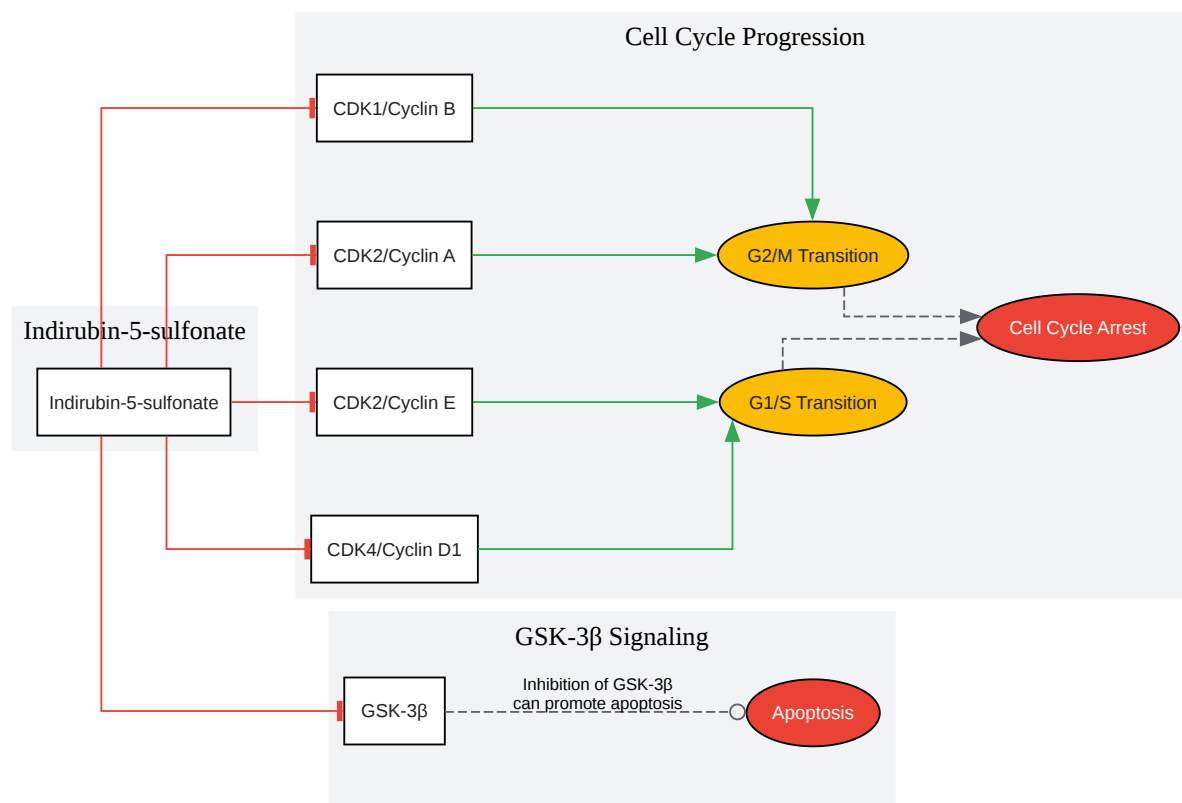 Cell Cycle Progression
CDK1/Cyclin B
CDK2/Cyclin A
G2/M Transition
Cell Cycle Arrest
Indirubin-5-sulfonate
Indirubin-5-sulfonate
CDK2/Cyclin E
G1/S Transition
CDK4/Cyclin D1
GSK-3β Signaling
GSK-3β
Inhibition of GSK-3β
can promote apoptosis
Apoptosis